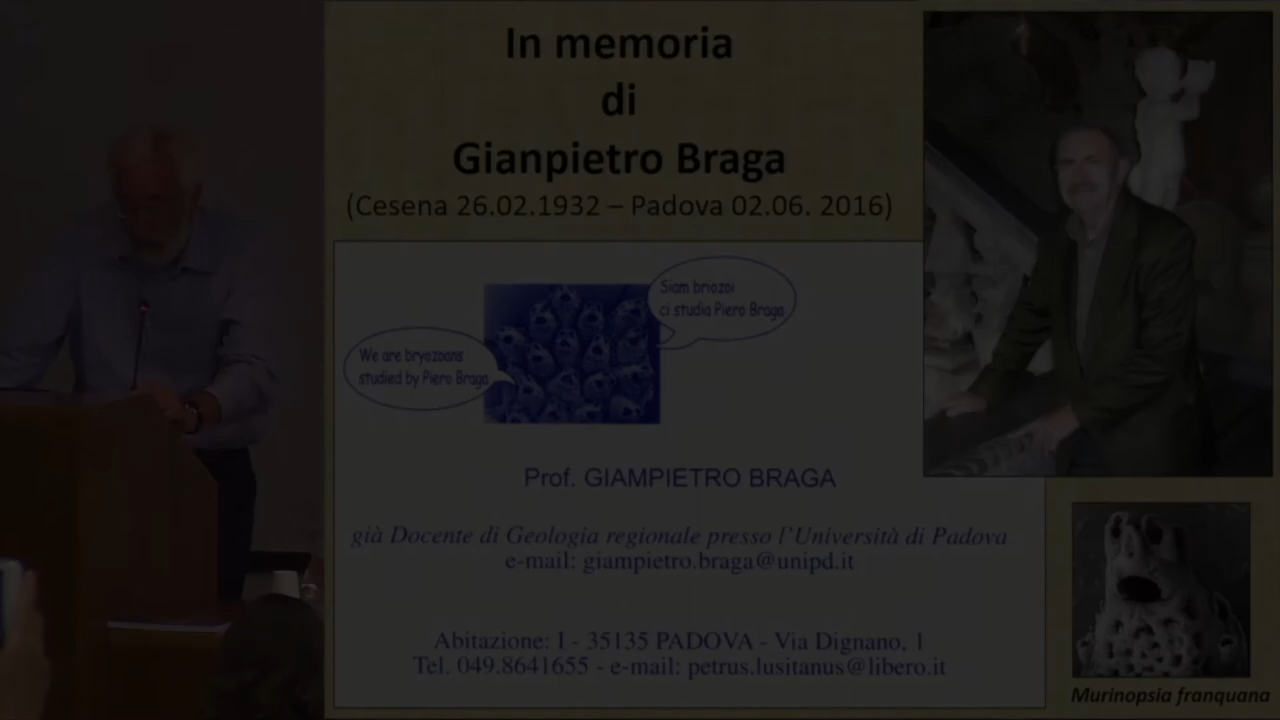 In memoria
di
Gianpietro Braga
(Cesena 26.02.1932 – Padova 02.06. 2016)
Siam briozoi
ci studia Piero Braga
We are bryozoans
studied by Piero Braga
Prof. GIAMPIETRO BRAGA
già Docente di Geologia regionale presso l'Università di Padova
e-mail: giampietro.braga@unipd.it
Abitazione: I - 35135 PADOVA - Via Dignano, 1
Tel. 049.8641655 - e-mail: petrus.lusitanus@libero.it
Murinopsia franquana